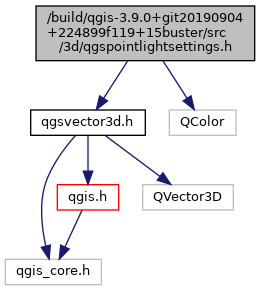 /build/qgis-3.9.0+git20190904
+224899f119+15buster/src
/3d/qgspointlightsettings.h
qgsvector3d.h
QColor
qgis.h
QVector3D
qgis_core.h